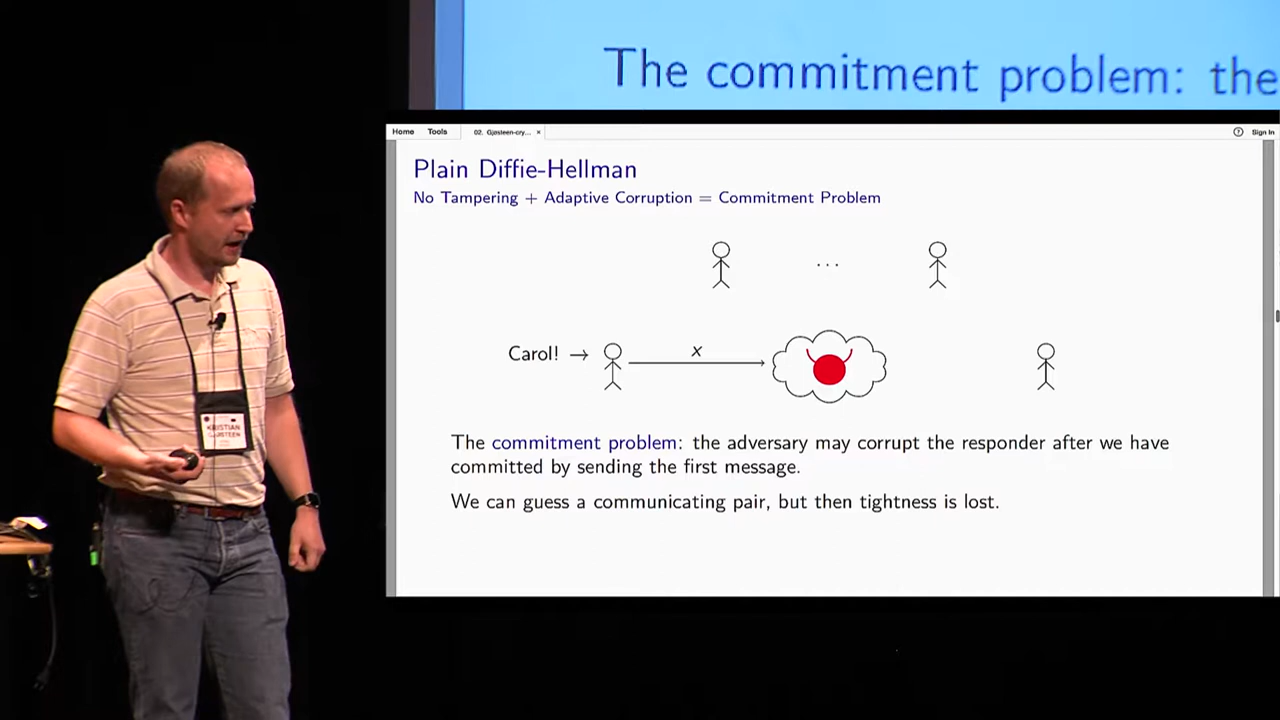 The commitment problem: the
Home Tools 02. Gjøsteen-cry... × Sign In
Plain Diffie-Hellman
No Tampering + Adaptive Corruption = Commitment Problem
...
Carol! → x
The commitment problem: the adversary may corrupt the responder after we have
committed by sending the first message.
We can guess a communicating pair, but then tightness is lost.
KRISTIAN
GJØSTEEN